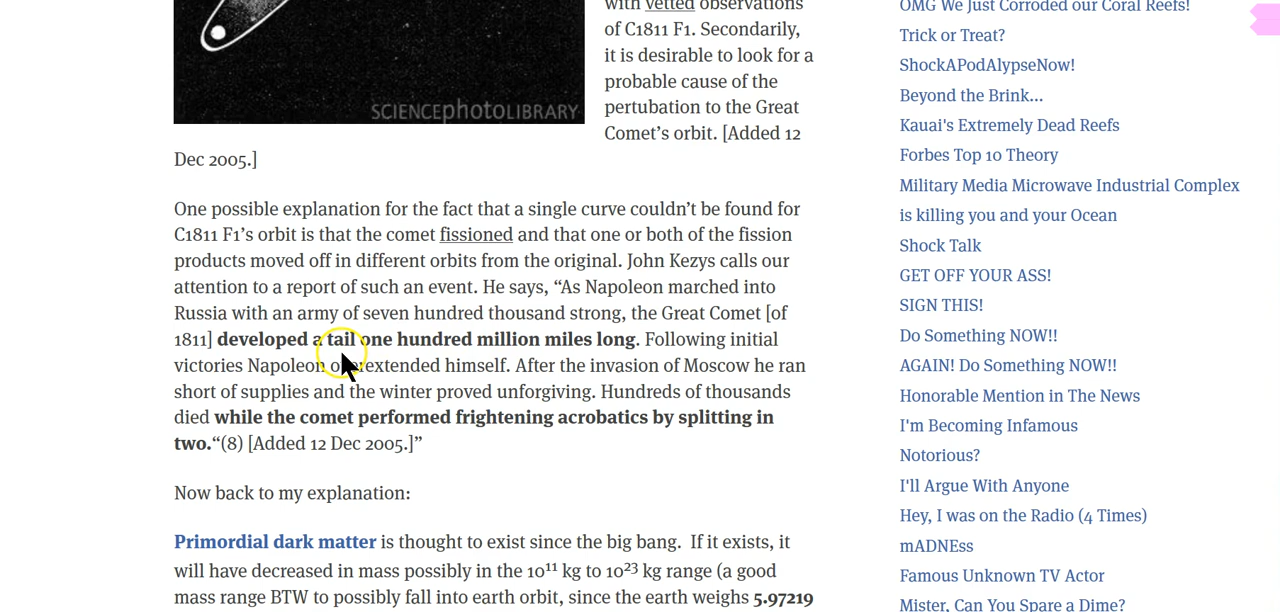 with vetted observations
of C1811 F1. Secondarily,
it is desirable to look for a
probable cause of the
pertubation to the Great
Comet’s orbit. [Added 12
Dec 2005.]
SCIENCEphotoLIBRARY
One possible explanation for the fact that a single curve couldn’t be found for
C1811 F1’s orbit is that the comet fissioned and that one or both of the fission
products moved off in different orbits from the original. John Kezys calls our
attention to a report of such an event. He says, “As Napoleon marched into
Russia with an army of seven hundred thousand strong, the Great Comet [of
1811] developed a tail one hundred million miles long. Following initial
victories Napoleon overextended himself. After the invasion of Moscow he ran
short of supplies and the winter proved unforgiving. Hundreds of thousands
died while the comet performed frightening acrobatics by splitting in
two.“(8) [Added 12 Dec 2005.]”
Now back to my explanation:
Primordial dark matter is thought to exist since the big bang. If it exists, it
will have decreased in mass possibly in the 10¹¹ kg to 10²³ kg range (a good
mass range BTW to possibly fall into earth orbit, since the earth weighs 5.97219
OMG We Just Corroded our Coral Reefs!
Trick or Treat?
ShockAPodAlypseNow!
Beyond the Brink...
Kauai's Extremely Dead Reefs
Forbes Top 10 Theory
Military Media Microwave Industrial Complex
is killing you and your Ocean
Shock Talk
GET OFF YOUR ASS!
SIGN THIS!
Do Something NOW!!
AGAIN! Do Something NOW!!
Honorable Mention in The News
I'm Becoming Infamous
Notorious?
I'll Argue With Anyone
Hey, I was on the Radio (4 Times)
mADNEss
Famous Unknown TV Actor
Mister, Can You Spare a Dime?